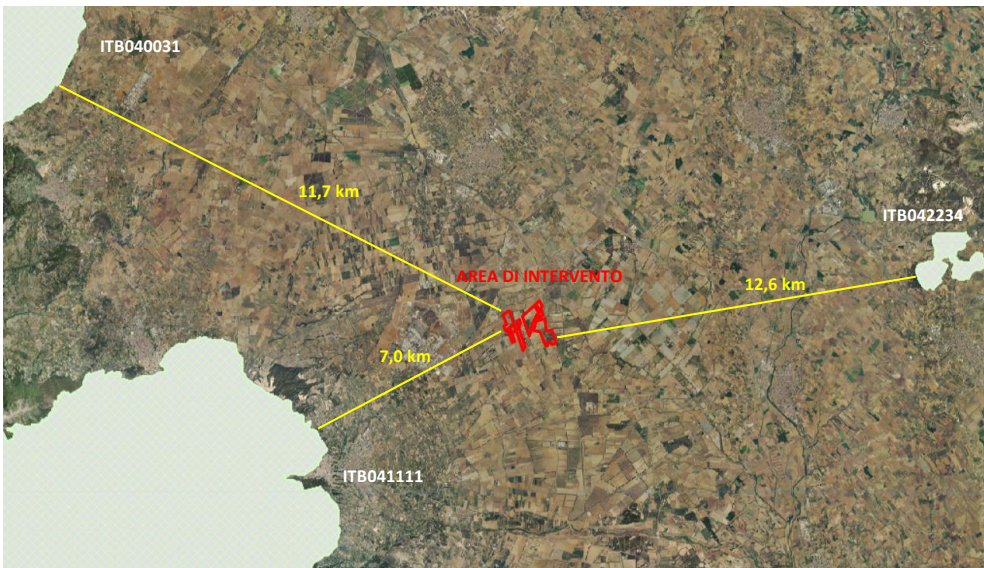 ITB040031
11,7 km
ITB042234
AREA DI INTERVENTO
12,6 km
7,0 km
ITB041111